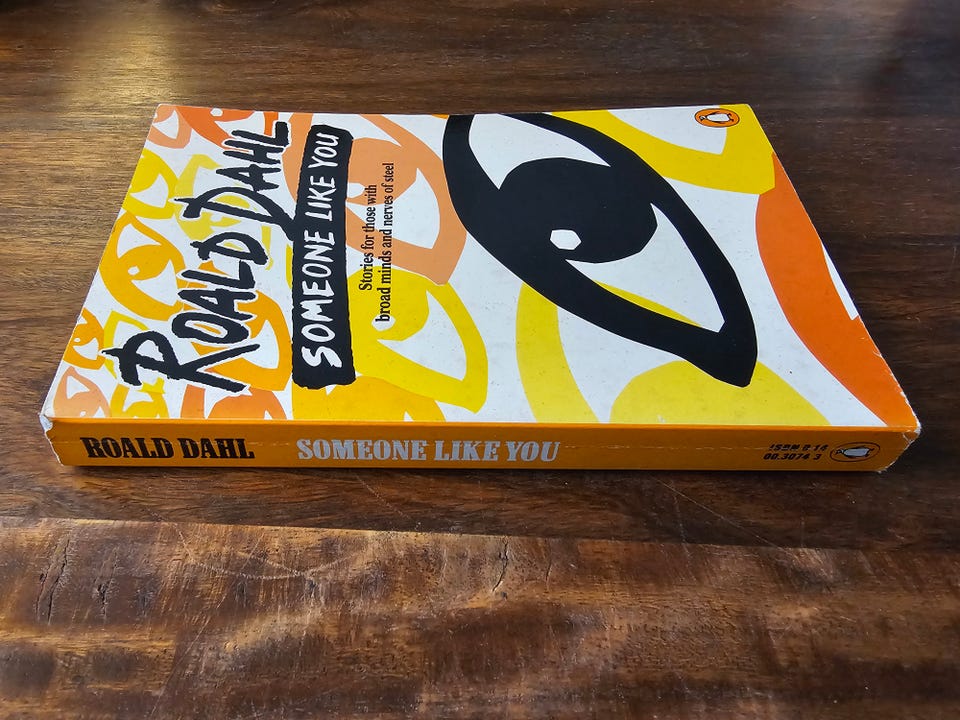 ROALD DAHL
SOMEONE LIKE YOU
Stories for those with
broad minds and nerves of steel
ROALD DAHL SOMEONE LIKE YOU
ISBN 0 14
00.3074 3